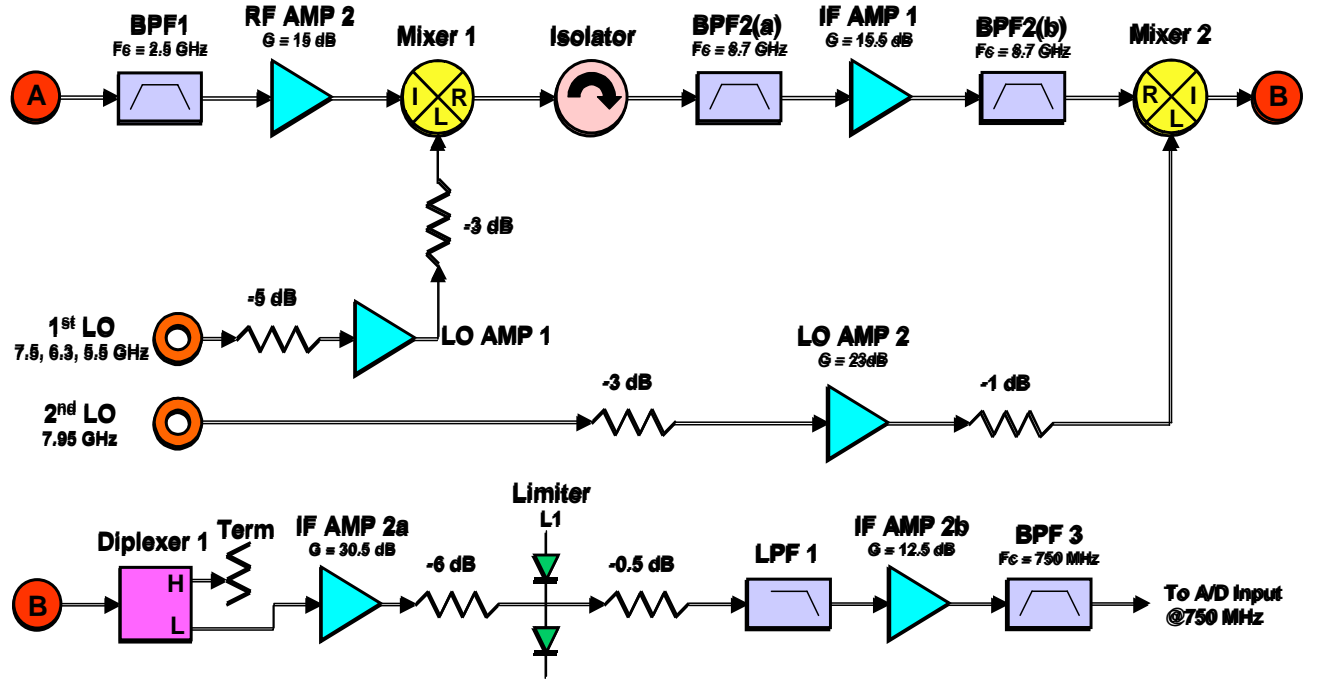 BPF1
Fc = 2.5 GHz
RF AMP 2
G = 15 dB
Mixer 1
Isolator
BPF2(a)
Fc = 8.7 GHz
IF AMP 1
G = 15.5 dB
BPF2(b)
Fc = 8.7 GHz
Mixer 2
A
I R
L
R I
L
B
-3 dB
-5 dB
1st LO
7.5, 6.3, 5.5 GHz
LO AMP 1
LO AMP 2
G = 23dB
-3 dB
-1 dB
2nd LO
7.95 GHz
Limiter
L1
Diplexer 1
Term
IF AMP 2a
G = 30.5 dB
-6 dB
-0.5 dB
LPF 1
IF AMP 2b
G = 12.5 dB
BPF 3
Fc = 750 MHz
B
H
L
To A/D Input
@750 MHz